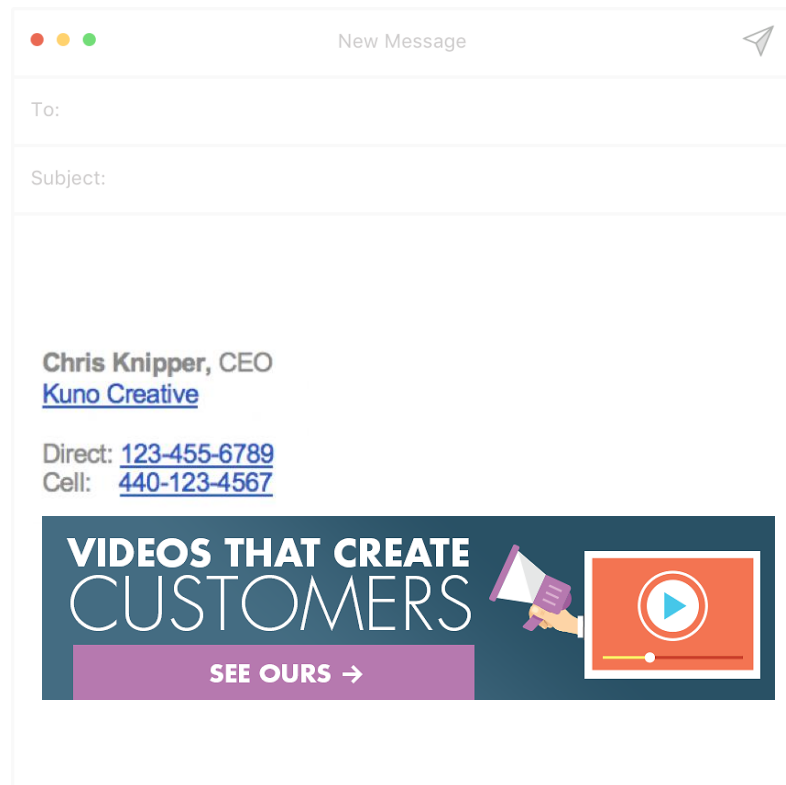 New Message
To:
Subject:
Chris Knipper, CEO
Kuno Creative
Direct: 123-455-6789
Cell: 440-123-4567
VIDEOS THAT CREATE
CUSTOMERS
SEE OURS →